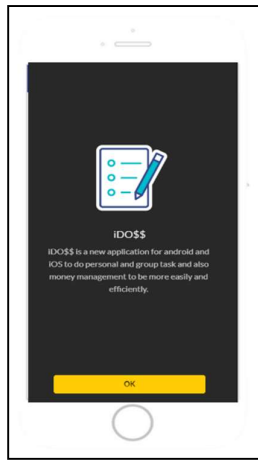 iDO$$
iDO$$ is a new application for android and
iOS to do personal and group task and also
money management to be more easily and
efficiently.
OK